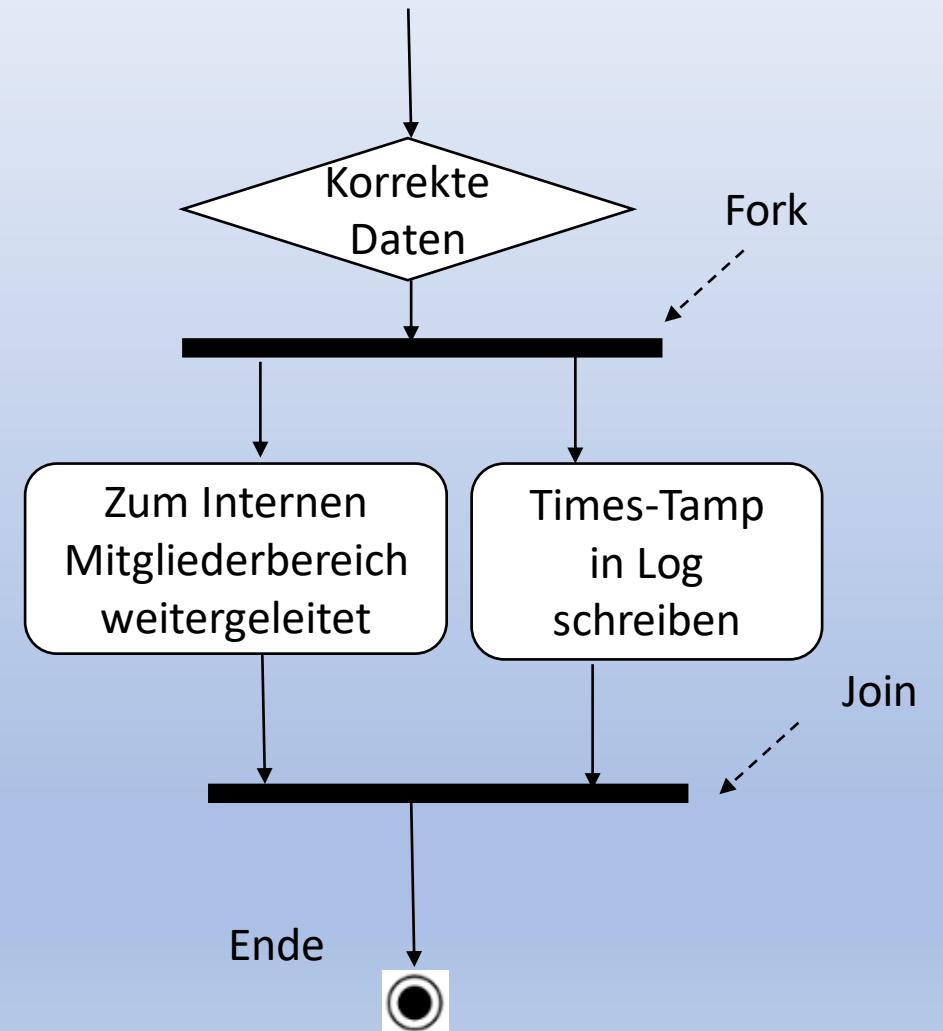 Korrekte
Daten
Fork
Zum Internen
Mitgliederbereich
weitergeleitet
Times-Tamp
in Log
schreiben
Join
Ende